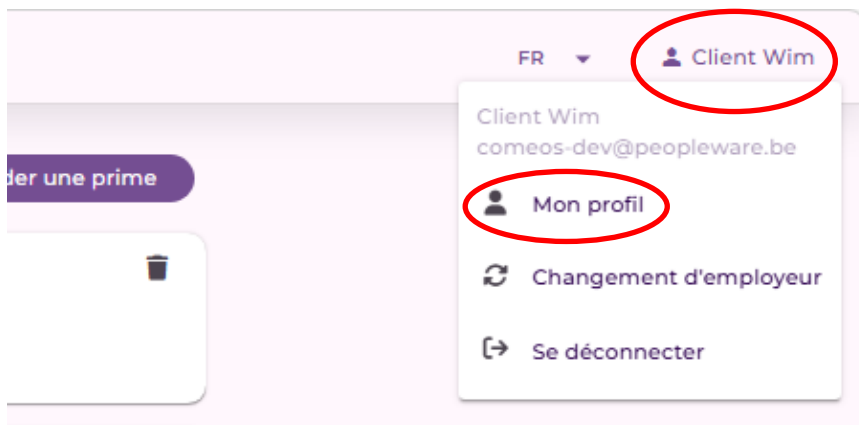 FR
Client Wim
Client Wim
comeos-dev@peopleware.be
der une prime
Mon profil
Changement d'employeur
Se déconnecter